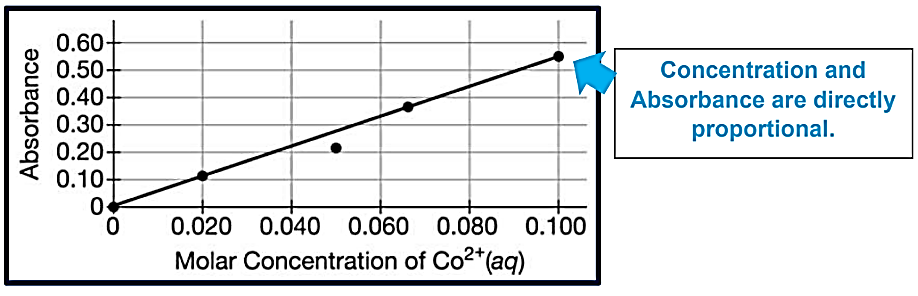 Absorbance
0.60
0.50
0.40
0.30
0.20
0.10
0
0 0.020 0.040 0.060 0.080 0.100
Molar Concentration of Co²⁺(aq)
Concentration and
Absorbance are directly
proportional.